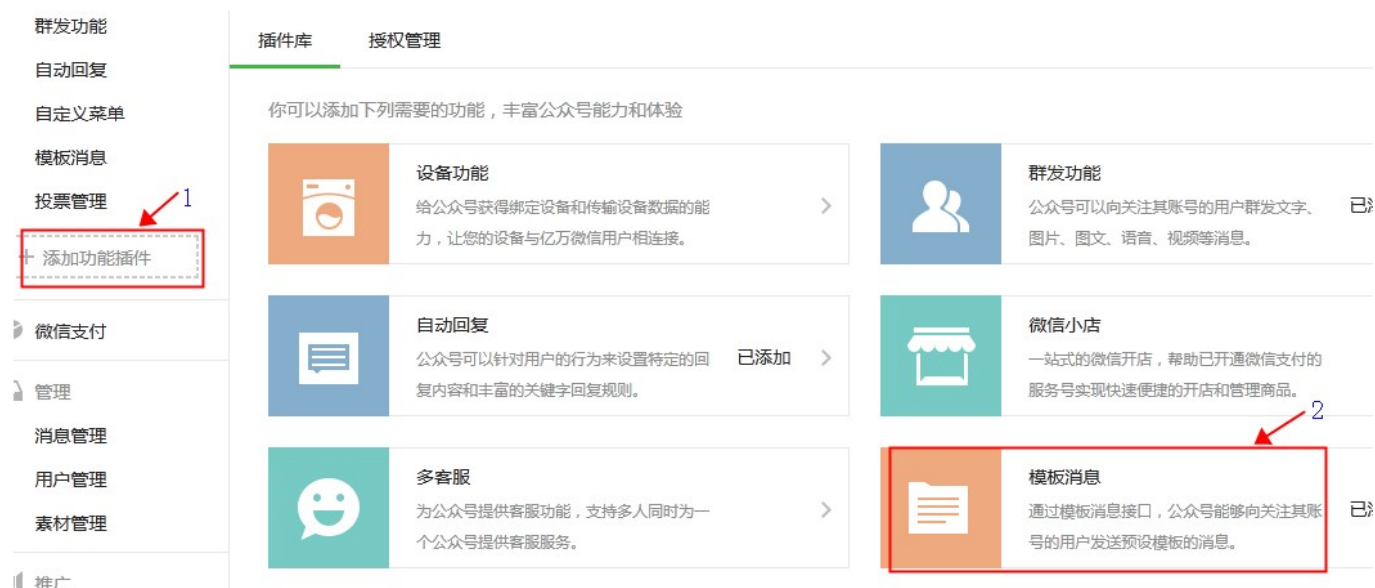 群发功能
自动回复
自定义菜单
模板消息
投票管理
1
+ 添加功能插件
微信支付
管理
消息管理
用户管理
素材管理
推广
插件库 授权管理
你可以添加下列需要的功能，丰富公众号能力和体验
设备功能
给公众号获得绑定设备和传输设备数据的能
力，让您的设备与亿万微信用户相连接。
群发功能
公众号可以向关注其账号的用户群发文字、
图片、图文、语音、视频等消息。
已
自动回复
公众号可以针对用户的行为来设置特定的回
复内容和丰富的关键字回复规则。
已添加
微信小店
一站式的微信开店，帮助已开通微信支付的
服务号实现快速便捷的开店和管理商品。
2
多客服
为公众号提供客服功能，支持多人同时为一
个公众号提供客服服务。
模板消息
通过模板消息接口，公众号能够向关注其账
号的用户发送预设模板的消息。
已